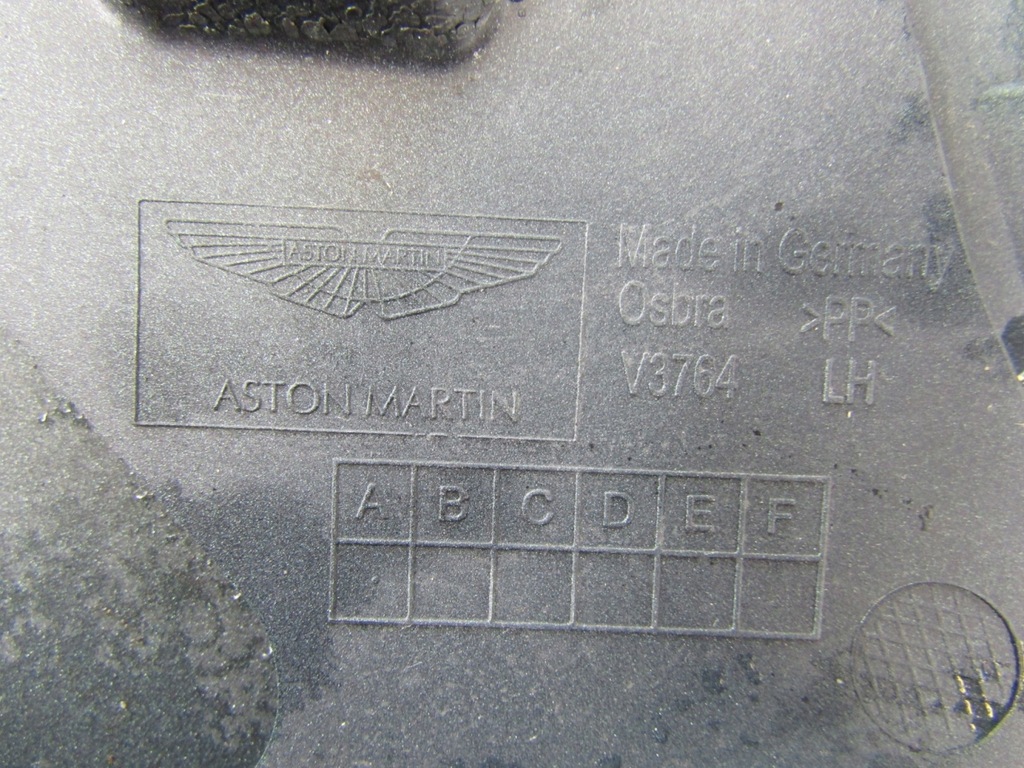 ASTON MARTIN
ASTON MARTIN
Made in Germany
Osbra >PP<
V3764 LH
A B C D E F